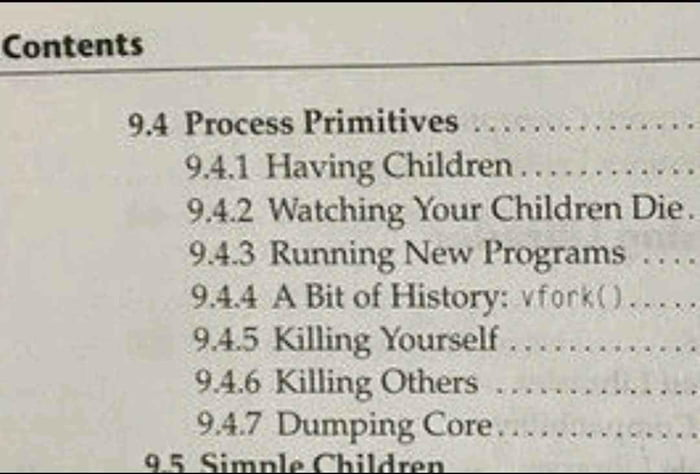 Contents
9.4 Process Primitives ...............
9.4.1 Having Children............
9.4.2 Watching Your Children Die.
9.4.3 Running New Programs ....
9.4.4 A Bit of History: vfork().....
9.4.5 Killing Yourself ............
9.4.6 Killing Others .............
9.4.7 Dumping Core.............
9.5 Simple Children